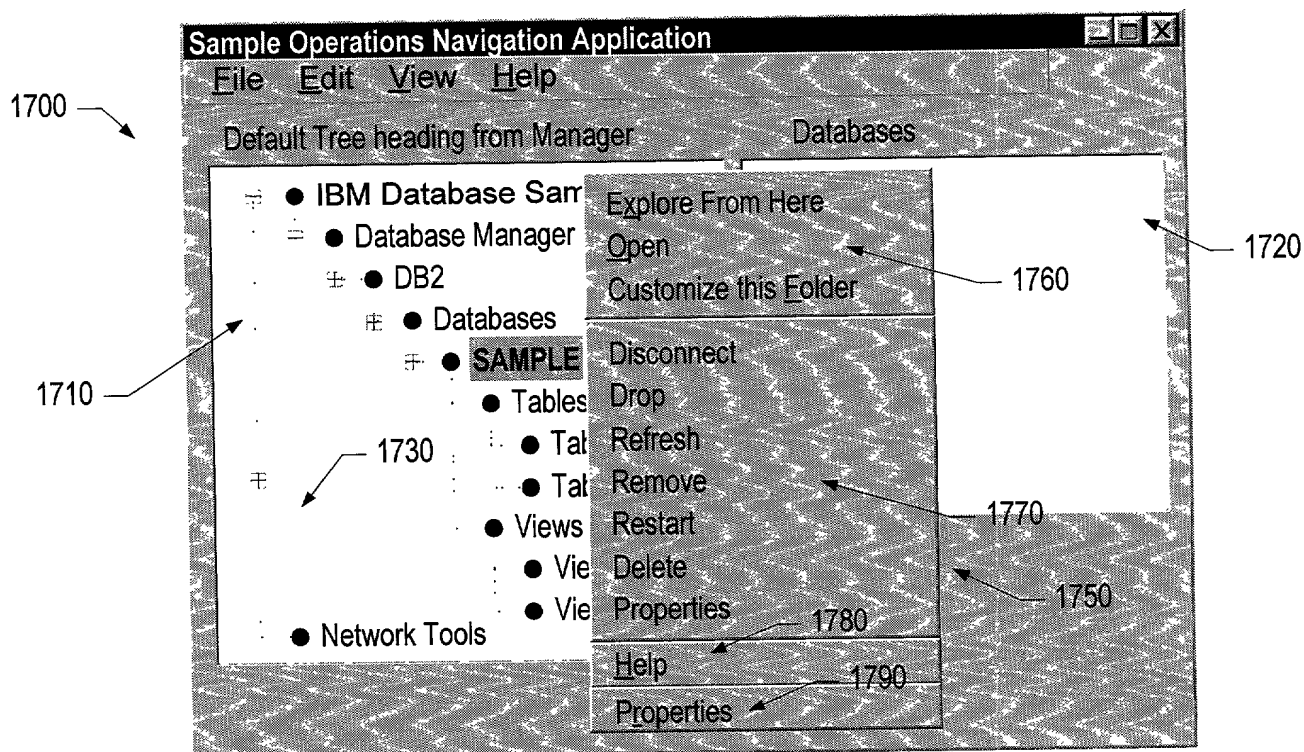 Sample Operations Navigation Application
File Edit View Help
1700
Default Tree heading from Manager
Databases
IBM Database Sam
Database Manager
DB2
Databases
SAMPLE
Tables
Tab
Tab
Views
Vie
Vie
Network Tools
Explore From Here
Open
Customize this Folder
Disconnect
Drop
Refresh
Remove
Restart
Delete
Properties
Help
Properties
1720
1760
1710
1730
1770
1750
1780
1790